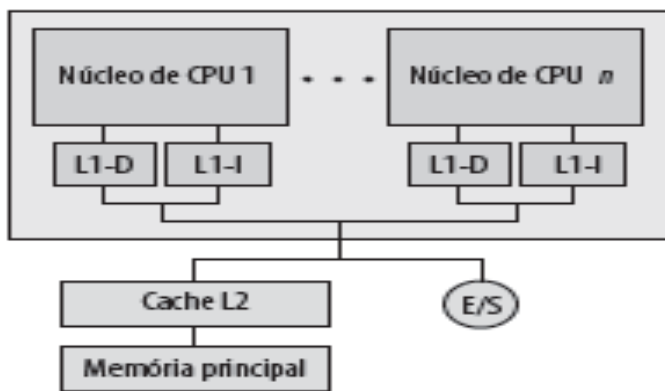 Núcleo de CPU 1
• • •
Núcleo de CPU n
L1-D
L1-I
L1-D
L1-I
Cache L2
E/S
Memória principal